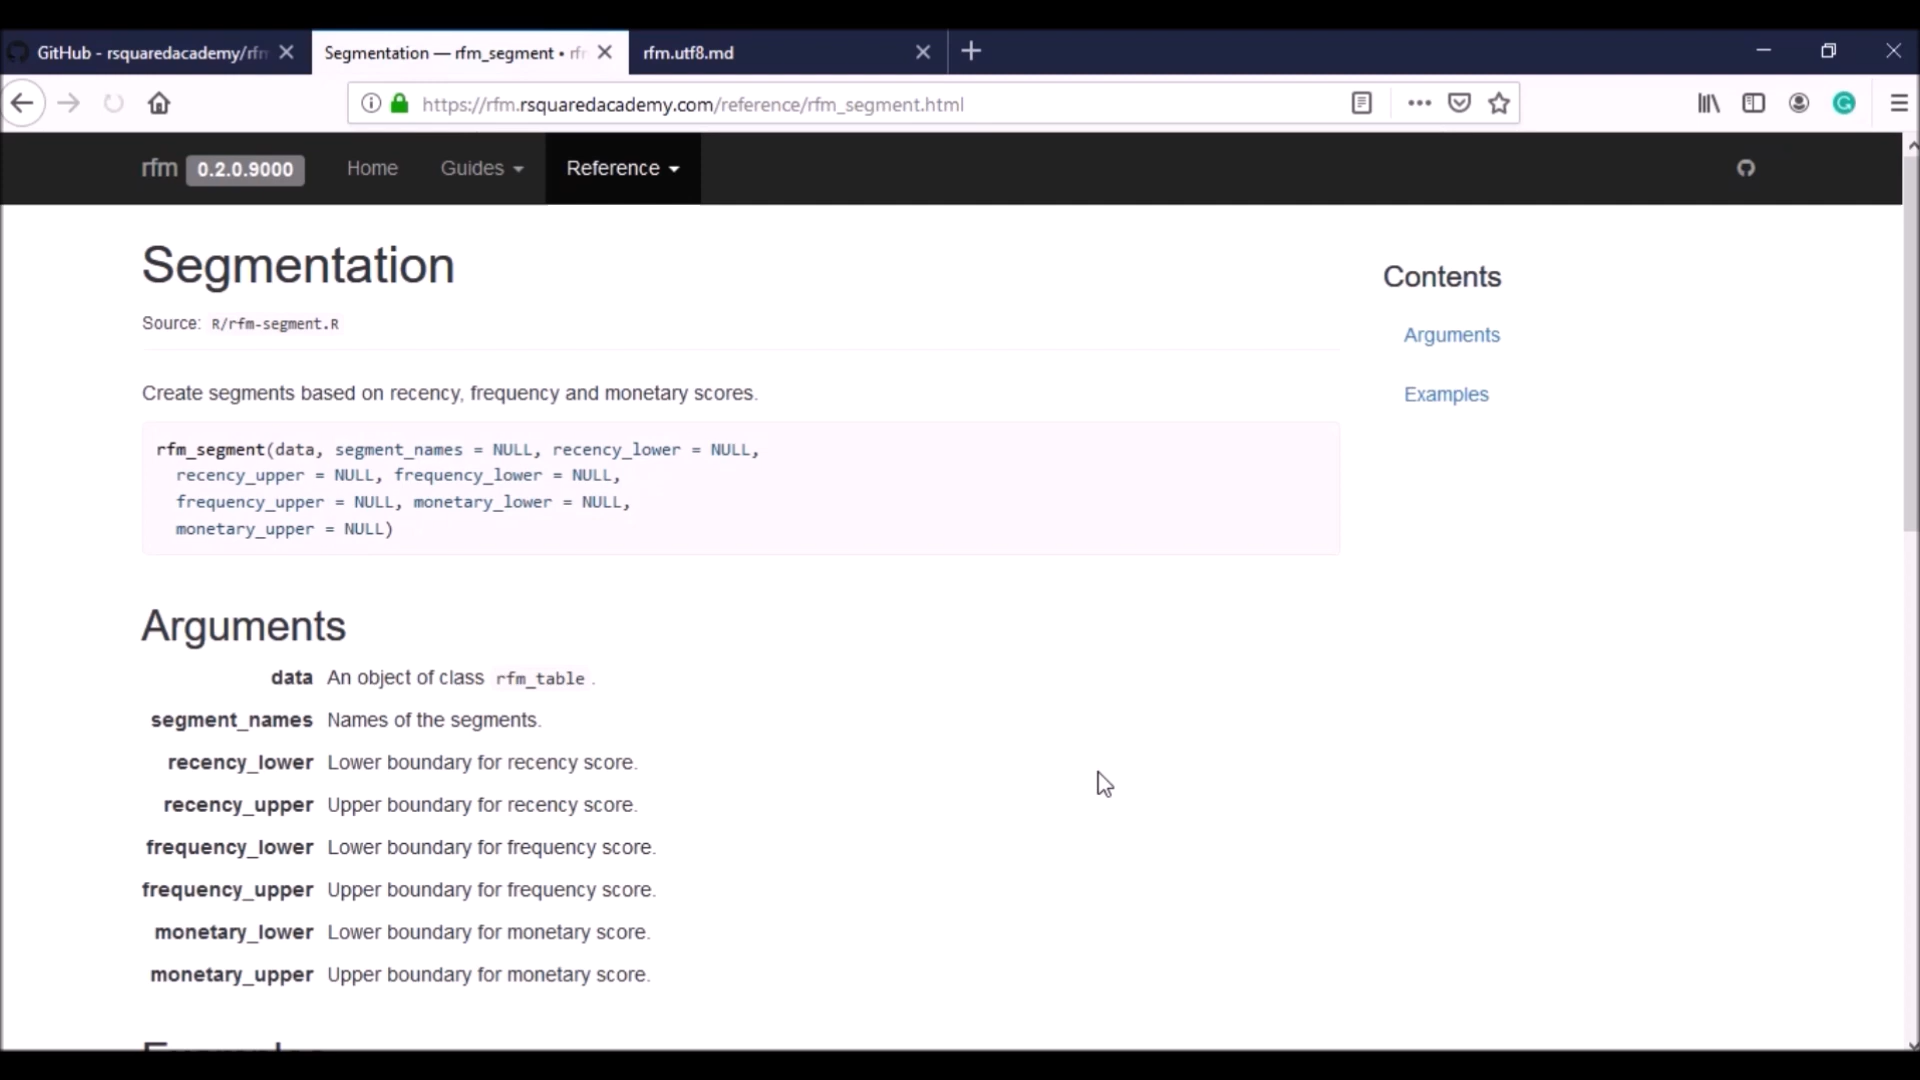 GitHub - rsquaredacademy/rfm
Segmentation — rfm_segment • rfm
rfm.utf8.md
https://rfm.rsquaredacademy.com/reference/rfm_segment.html
rfm 0.2.0.9000 Home Guides Reference
Segmentation
Source: R/rfm-segment.R
Create segments based on recency, frequency and monetary scores.
rfm_segment(data, segment_names = NULL, recency_lower = NULL,
recency_upper = NULL, frequency_lower = NULL,
frequency_upper = NULL, monetary_lower = NULL,
monetary_upper = NULL)
Arguments
data An object of class rfm_table .
segment_names Names of the segments.
recency_lower Lower boundary for recency score.
recency_upper Upper boundary for recency score.
frequency_lower Lower boundary for frequency score.
frequency_upper Upper boundary for frequency score.
monetary_lower Lower boundary for monetary score.
monetary_upper Upper boundary for monetary score.
Contents
Arguments
Examples